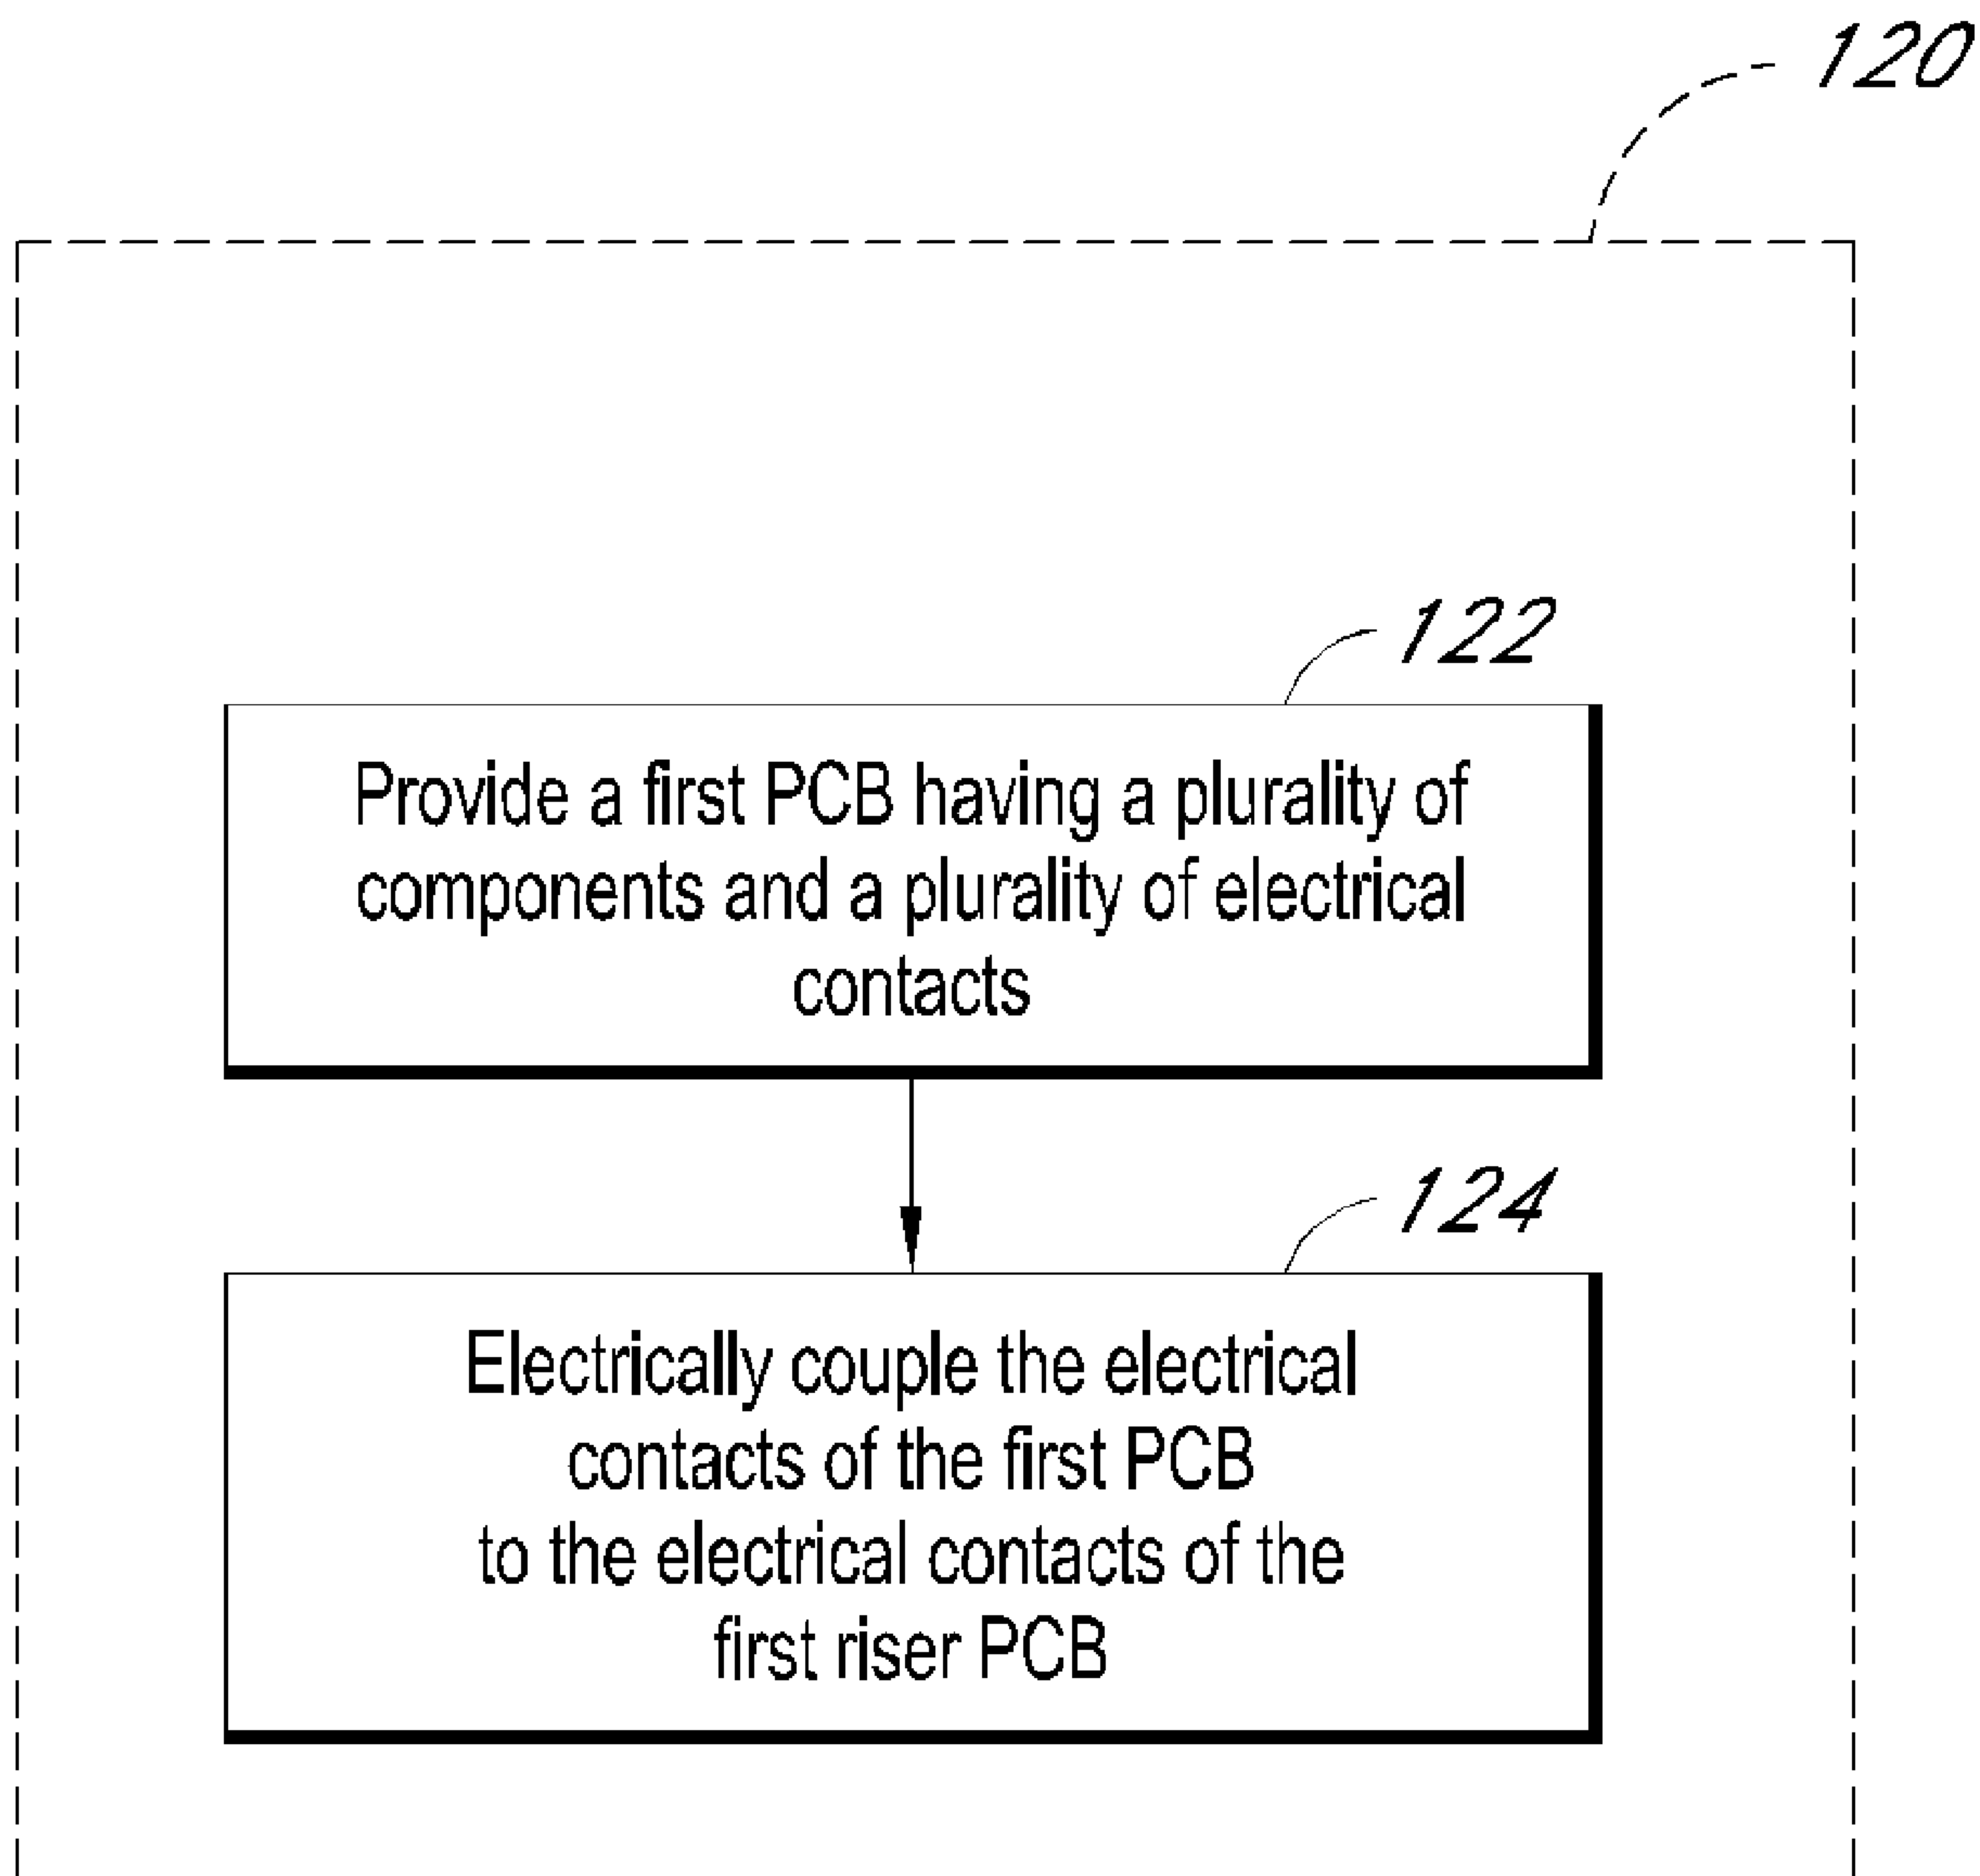 120
122
Provide a first PCB having a plurality of
components and a plurality of electrical
contacts
124
Electrically couple the electrical
contacts of the first PCB
to the electrical contacts of the
first riser PCB